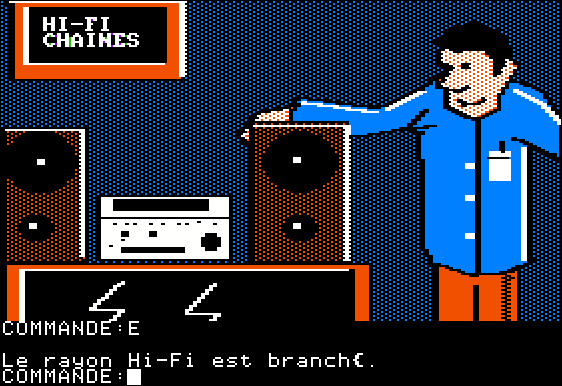 HI-FI
CHAINES
COMMANDE:E
Le rayon Hi-Fi est branch€.
COMMANDE: